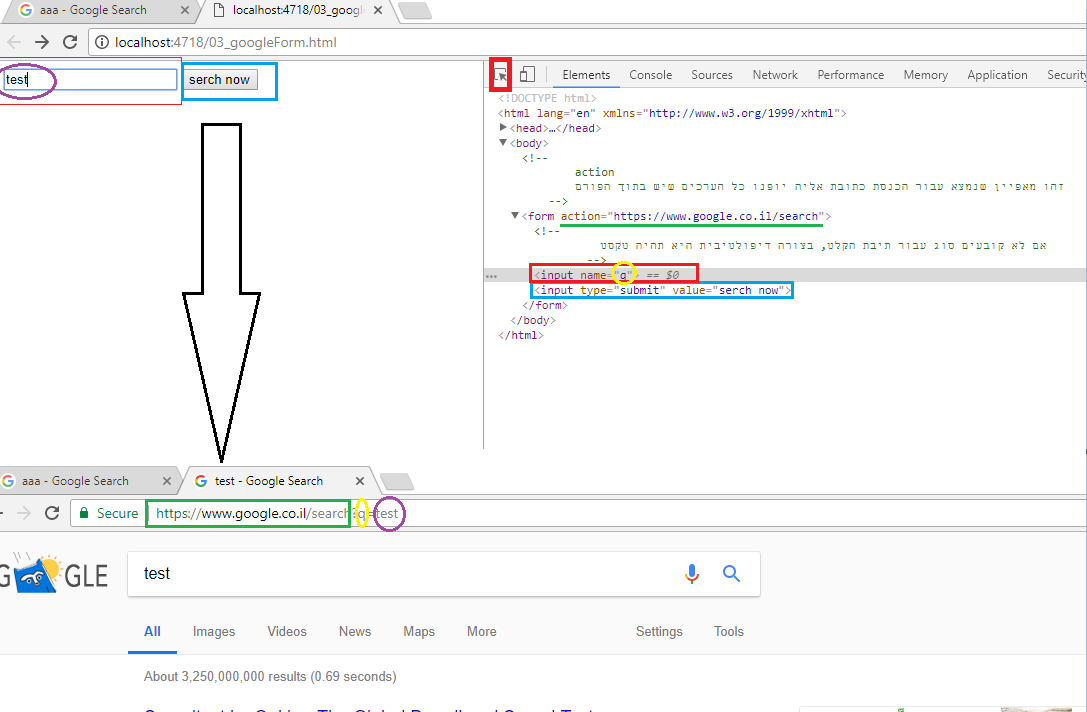 aaa - Google Search
localhost:4718/03_googl
localhost:4718/03_googleForm.html
test
serch now
Elements Console Sources Network Performance Memory Application Security
<!DOCTYPE html>
<html lang="en" xmlns="http://www.w3.org/1999/xhtml">
<head>…</head>
<body>
<!--
action
זהו מאפיין שנמצא עבור הכנסת כתובת אליה יופנו כל הערכים שיש בתוך הפורם
-->
<form action="https://www.google.co.il/search">
<!--
אם לא קובעים סוג עבור תיבת הקלט, בצורה דיפולטיבית היא תהיה טקסט
-->
<input name="q"> == $0
<input type="submit" value="serch now">
</form>
</body>
</html>
aaa - Google Search
test - Google Search
Secure https://www.google.co.il/search?q=test
GOOGLE
test
All Images Videos News Maps More Settings Tools
About 3,250,000,000 results (0.69 seconds)